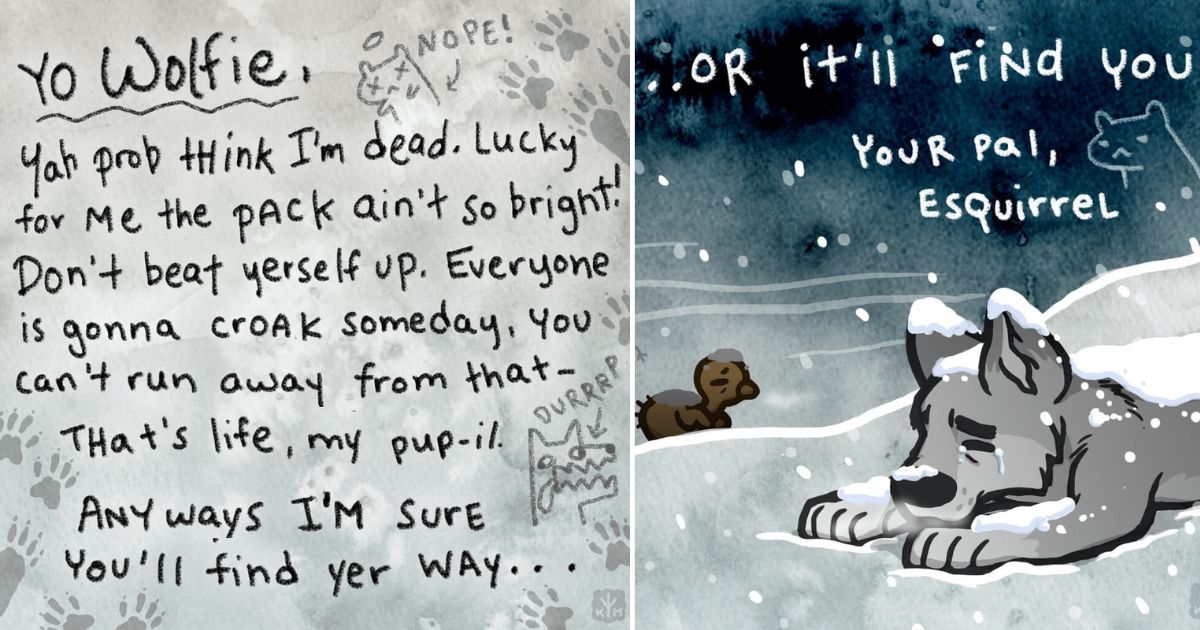 Yo Wolfie,
NOPE!
Yah prob tHink I'm dead. Lucky
for Me the pACK ain't so bright!
Don't beat yerself up. Everyone
is gonna CROAK someday, you
can't run away from that-
THat's life, my pup-il.
DURRRP
ANYways I'M SURE
You'll find yer WAY...
KM
...OR it'll FiNd YOU
YOUR pal,
EsQuirreL